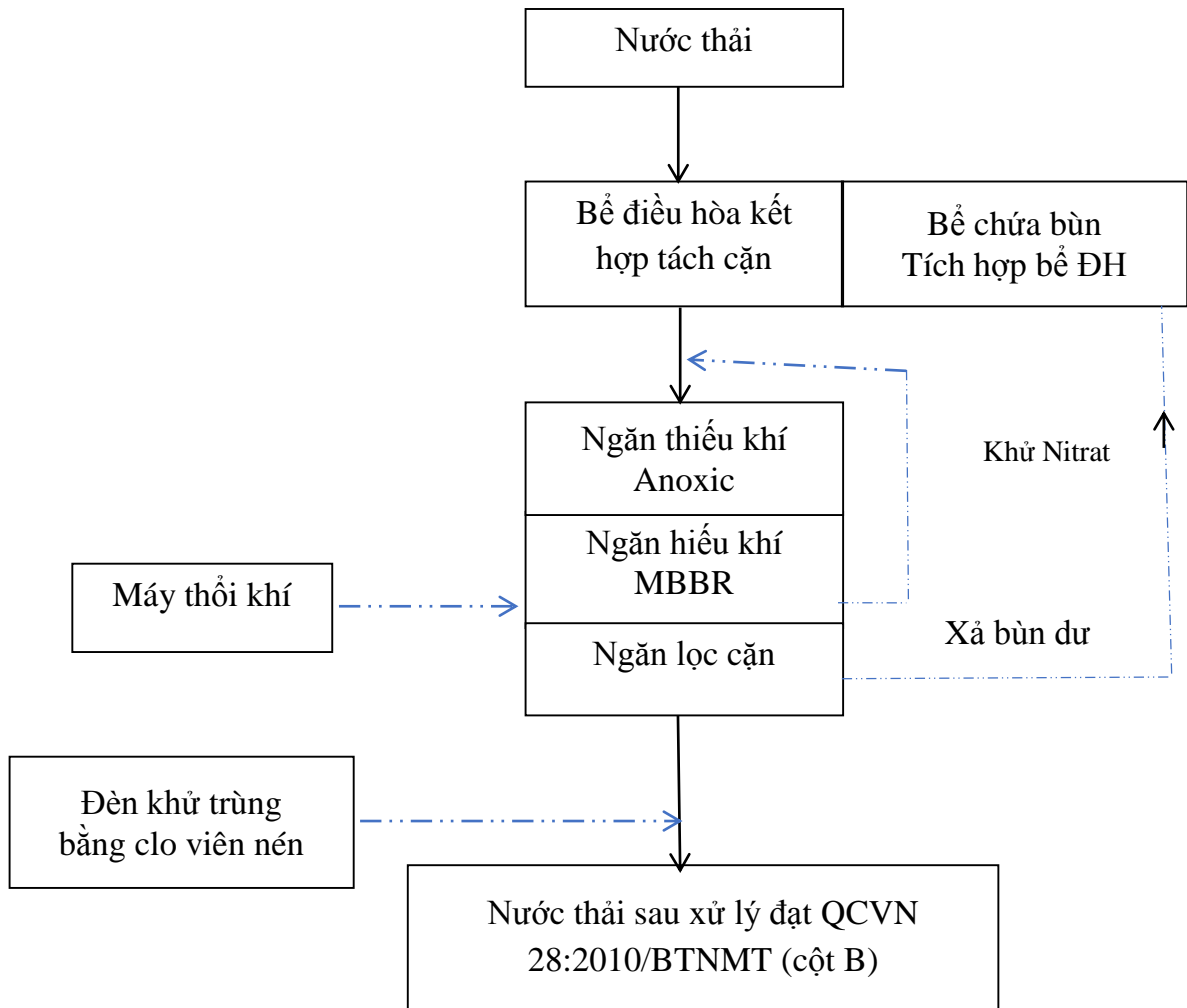 Nước thải
Bể điều hòa kết
hợp tách cặn
Bể chứa bùn
Tích hợp bể ĐH
Ngăn thiếu khí
Anoxic
Khử Nitrat
Ngăn hiếu khí
MBBR
Máy thổi khí
Xả bùn dư
Ngăn lọc cặn
Đèn khử trùng
bằng clo viên nén
Nước thải sau xử lý đạt QCVN
28:2010/BTNMT (cột B)